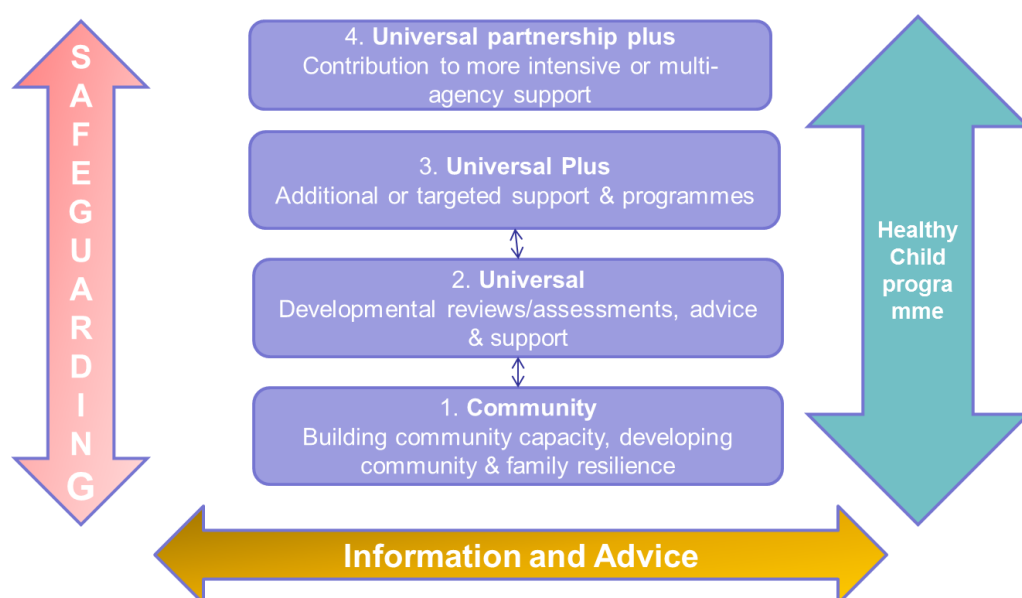 SAFEGUARDING
4. Universal partnership plus
Contribution to more intensive or multi-
agency support
3. Universal Plus
Additional or targeted support & programmes
2. Universal
Developmental reviews/assessments, advice
& support
1. Community
Building community capacity, developing
community & family resilience
Healthy
Child
progra
mme
Information and Advice